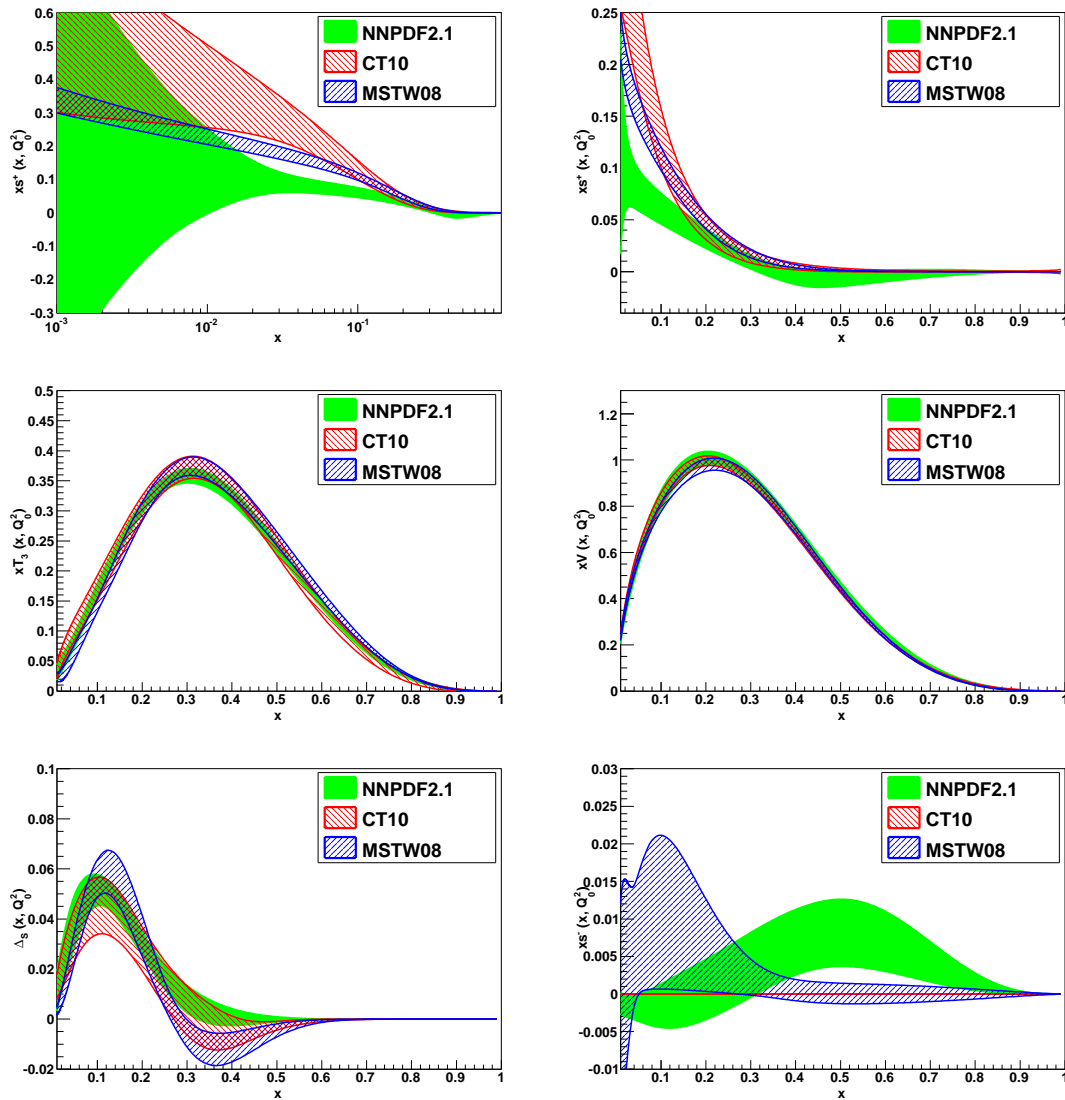 xs⁺ (x, Q₀²)
0.6
0.5
0.4
0.3
0.2
0.1
0
-0.1
-0.2
-0.3
10⁻³
10⁻²
10⁻¹
x
NNPDF2.1
CT10
MSTW08
xs⁺ (x, Q₀²)
0.25
0.2
0.15
0.1
0.05
0
0.1 0.2 0.3 0.4 0.5 0.6 0.7 0.8 0.9 1
x
NNPDF2.1
CT10
MSTW08
xT₃ (x, Q₀²)
0.5
0.45
0.4
0.35
0.3
0.25
0.2
0.15
0.1
0.05
0
0.1 0.2 0.3 0.4 0.5 0.6 0.7 0.8 0.9 1
x
NNPDF2.1
CT10
MSTW08
xV (x, Q₀²)
1.2
1
0.8
0.6
0.4
0.2
0
0.1 0.2 0.3 0.4 0.5 0.6 0.7 0.8 0.9 1
x
NNPDF2.1
CT10
MSTW08
Δ_S (x, Q₀²)
0.1
0.08
0.06
0.04
0.02
0
-0.02
0.1 0.2 0.3 0.4 0.5 0.6 0.7 0.8 0.9 1
x
NNPDF2.1
CT10
MSTW08
xs⁻ (x, Q₀²)
0.03
0.025
0.02
0.015
0.01
0.005
0
-0.005
-0.01
0.1 0.2 0.3 0.4 0.5 0.6 0.7 0.8 0.9 1
x
NNPDF2.1
CT10
MSTW08